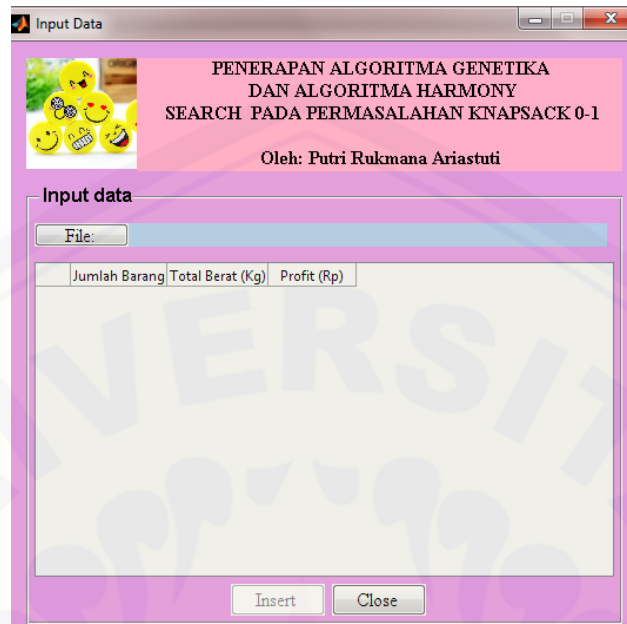 Input Data
PENERAPAN ALGORITMA GENETIKA
DAN ALGORITMA HARMONY
SEARCH PADA PERMASALAHAN KNAPSACK 0-1
Oleh: Putri Rukmana Ariastuti
Input data
File:
Jumlah Barang Total Berat (Kg) Profit (Rp)
Insert Close